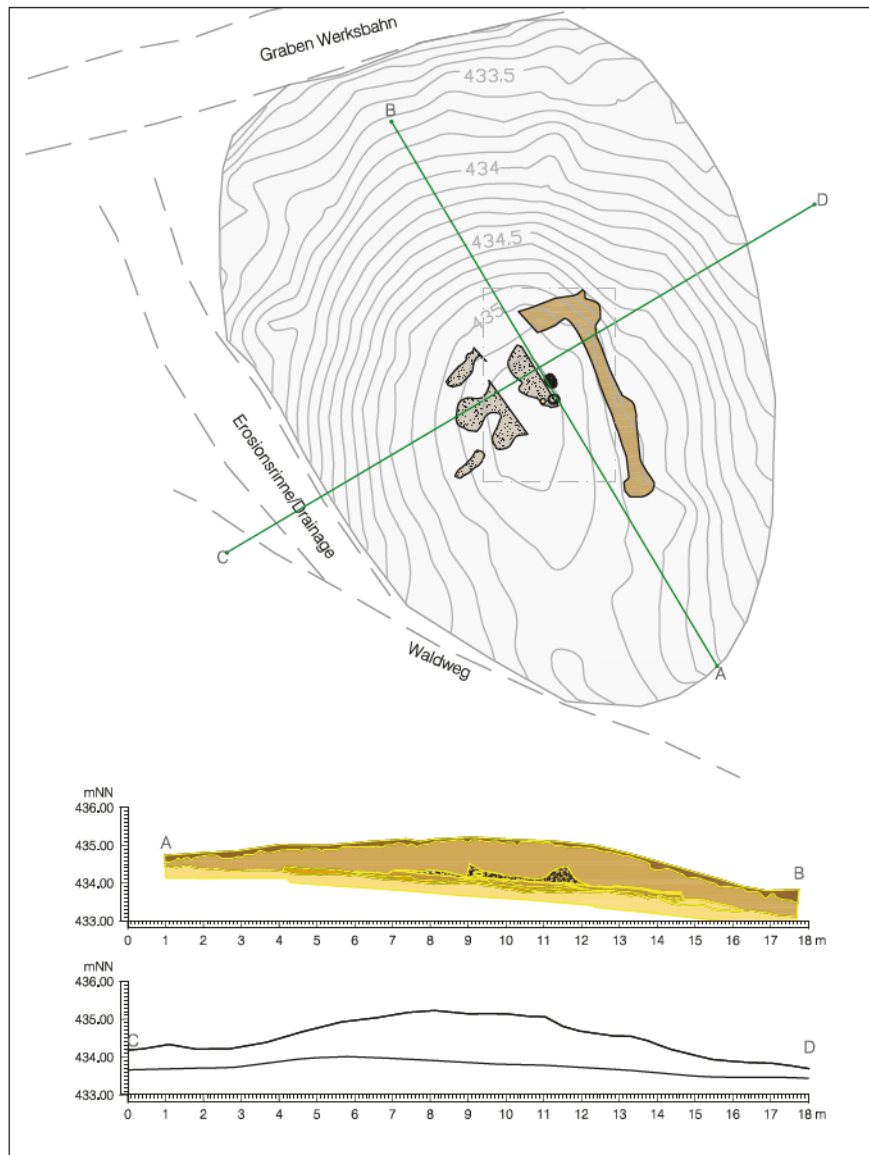 Graben Werksbahn
433.5
B
434
D
434.5
435
Erosionsrinne/Drainage
C
Waldweg
A
mNN
436.00
A
435.00
B
434.00
433.00
0 1 2 3 4 5 6 7 8 9 10 11 12 13 14 15 16 17 18 m
mNN
436.00
435.00
C
D
434.00
433.00
0 1 2 3 4 5 6 7 8 9 10 11 12 13 14 15 16 17 18 m